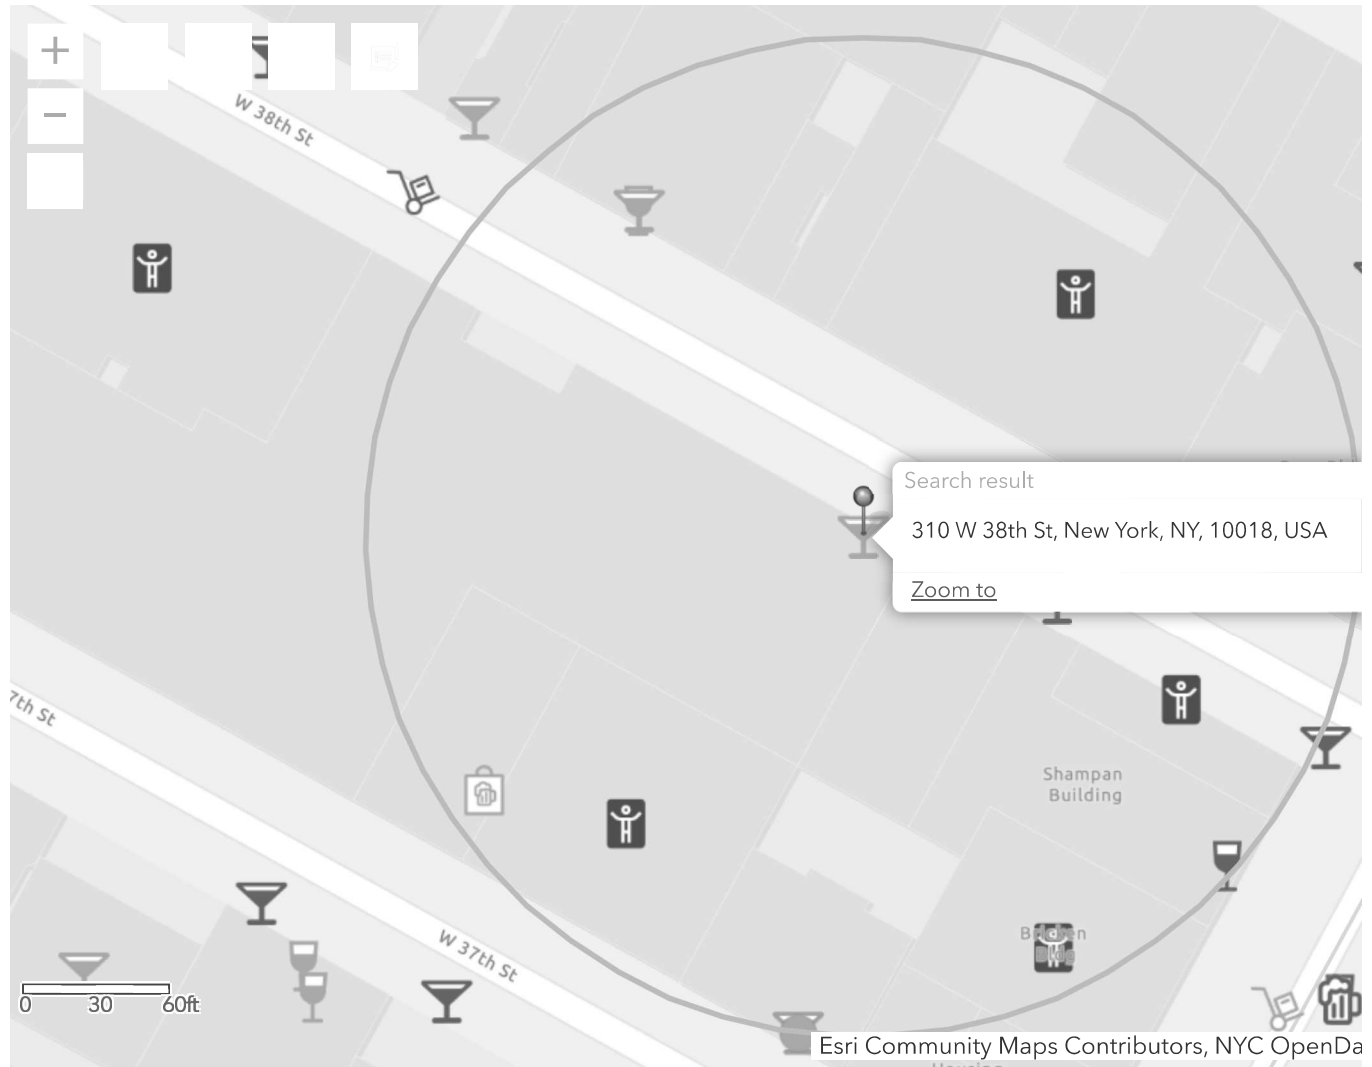 W 38th St
Search result
310 W 38th St, New York, NY, 10018, USA
Zoom to
7th St
Shampan
Building
W 37th St
Bldg
0 30 60ft
Esri Community Maps Contributors, NYC OpenDa